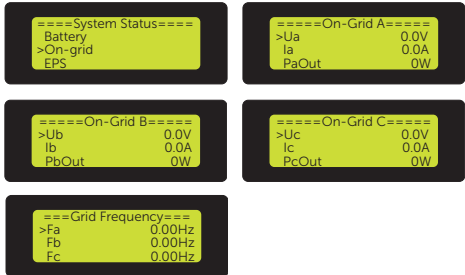 ====System Status====
Battery
>On-grid
EPS
=====On-Grid A=====
>Ua 0.0V
Ia 0.0A
PaOut 0W
=====On-Grid B=====
>Ub 0.0V
Ib 0.0A
PbOut 0W
=====On-Grid C=====
>Uc 0.0V
Ic 0.0A
PcOut 0W
===Grid Frequency===
>Fa 0.00Hz
Fb 0.00Hz
Fc 0.00Hz